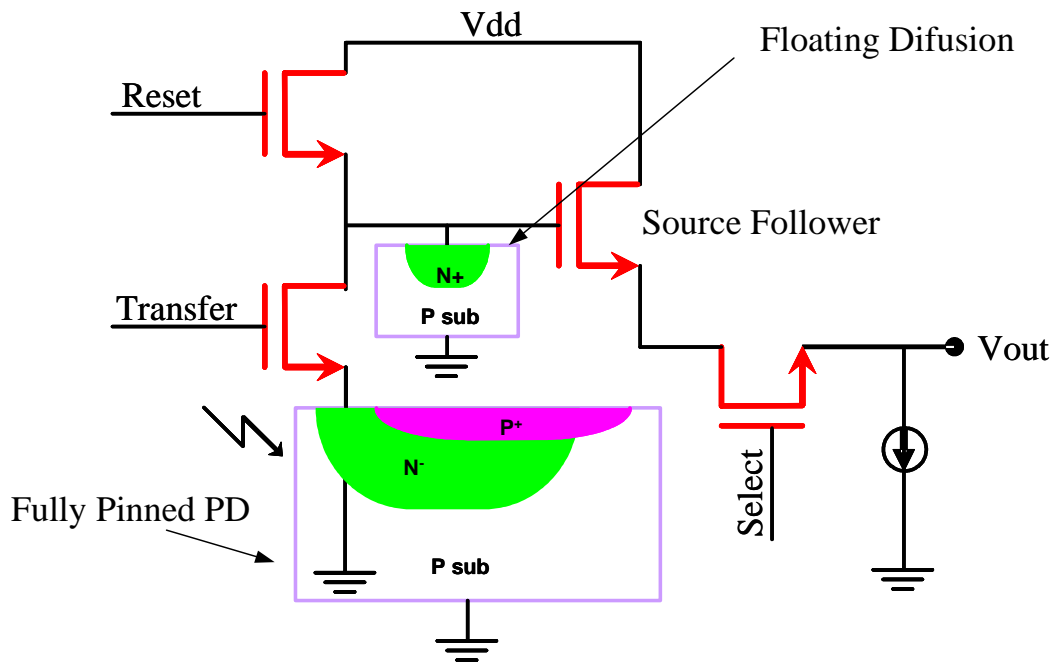 Vdd
Floating Difusion
Reset
Source Follower
N+
P sub
Transfer
Vout
P⁺
N⁻
Select
Fully Pinned PD
P sub